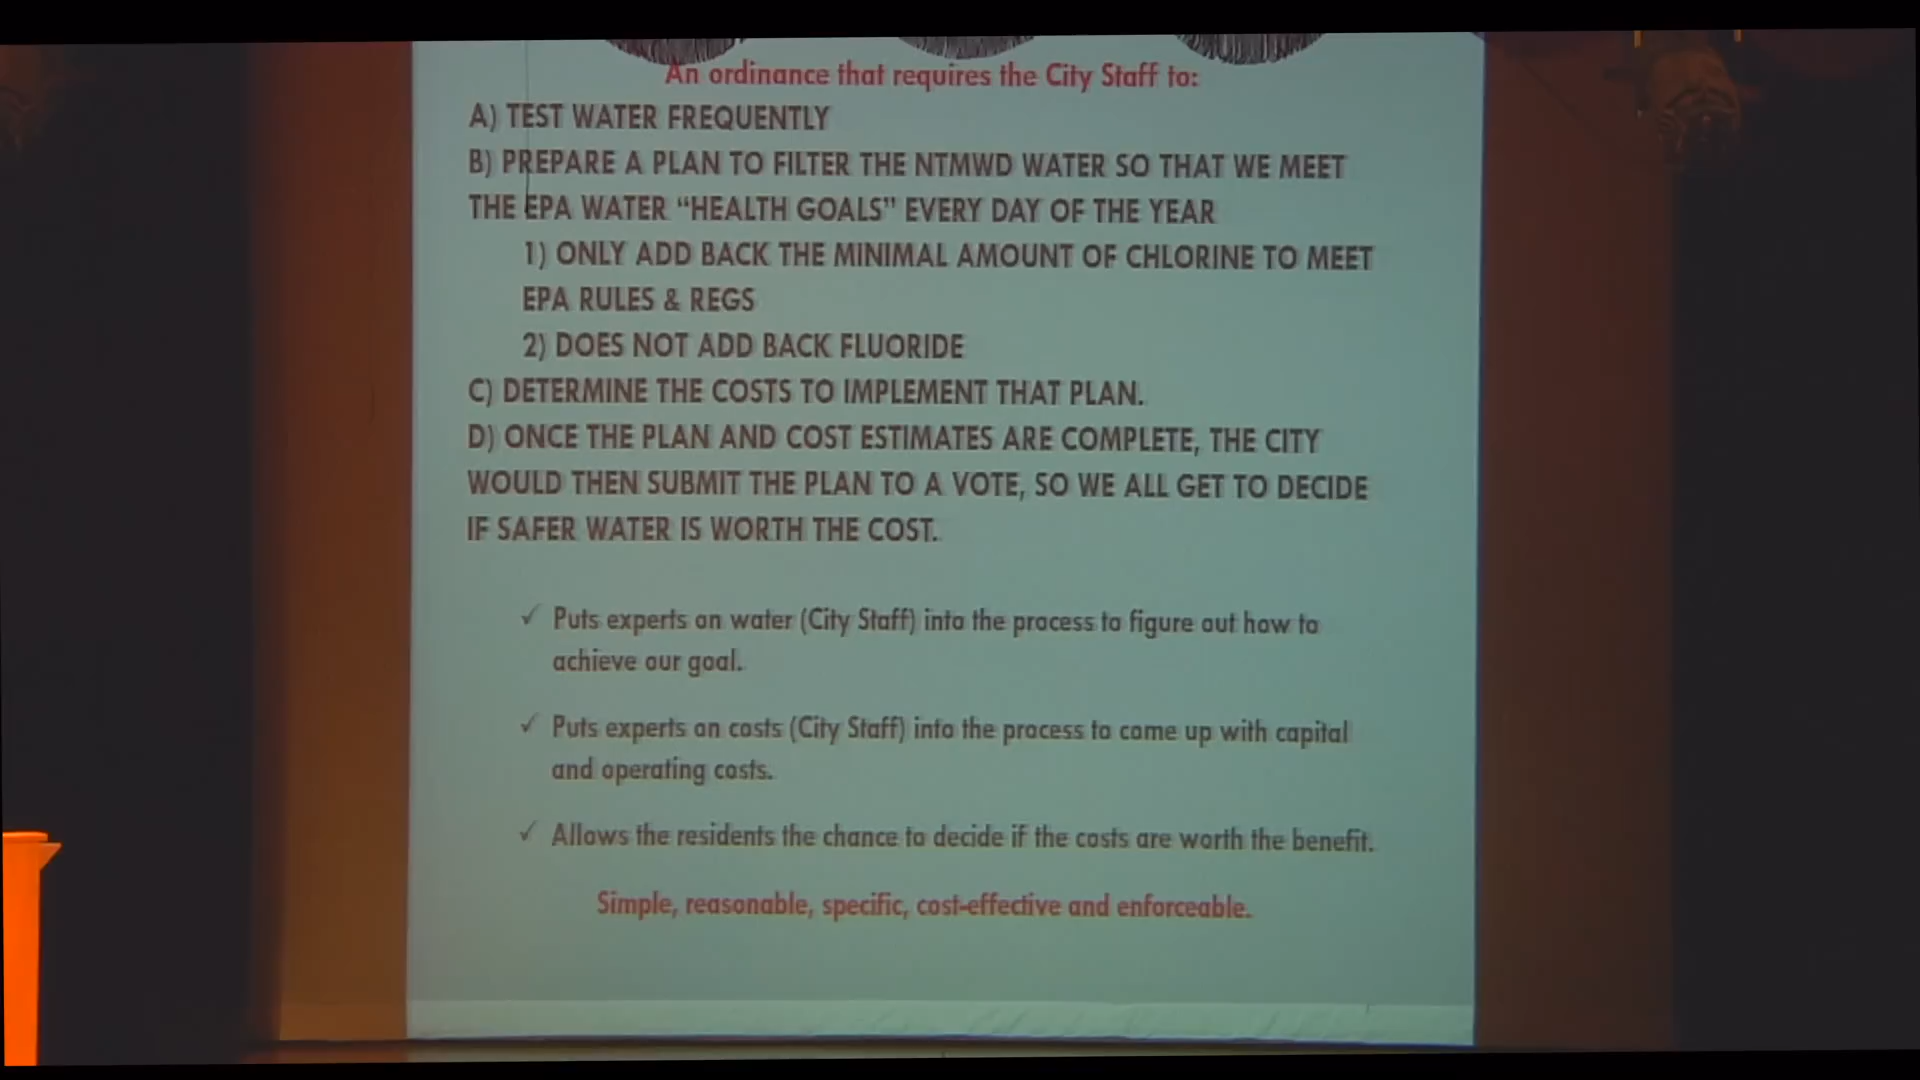 An ordinance that requires the City Staff to:
A) TEST WATER FREQUENTLY
B) PREPARE A PLAN TO FILTER THE NTMWD WATER SO THAT WE MEET
THE EPA WATER “HEALTH GOALS” EVERY DAY OF THE YEAR
1) ONLY ADD BACK THE MINIMAL AMOUNT OF CHLORINE TO MEET
EPA RULES & REGS
2) DOES NOT ADD BACK FLUORIDE
C) DETERMINE THE COSTS TO IMPLEMENT THAT PLAN.
D) ONCE THE PLAN AND COST ESTIMATES ARE COMPLETE, THE CITY
WOULD THEN SUBMIT THE PLAN TO A VOTE, SO WE ALL GET TO DECIDE
IF SAFER WATER IS WORTH THE COST.
✓ Puts experts on water (City Staff) into the process to figure out how to
achieve our goal.
✓ Puts experts on costs (City Staff) into the process to come up with capital
and operating costs.
✓ Allows the residents the chance to decide if the costs are worth the benefit.
Simple, reasonable, specific, cost-effective and enforceable.